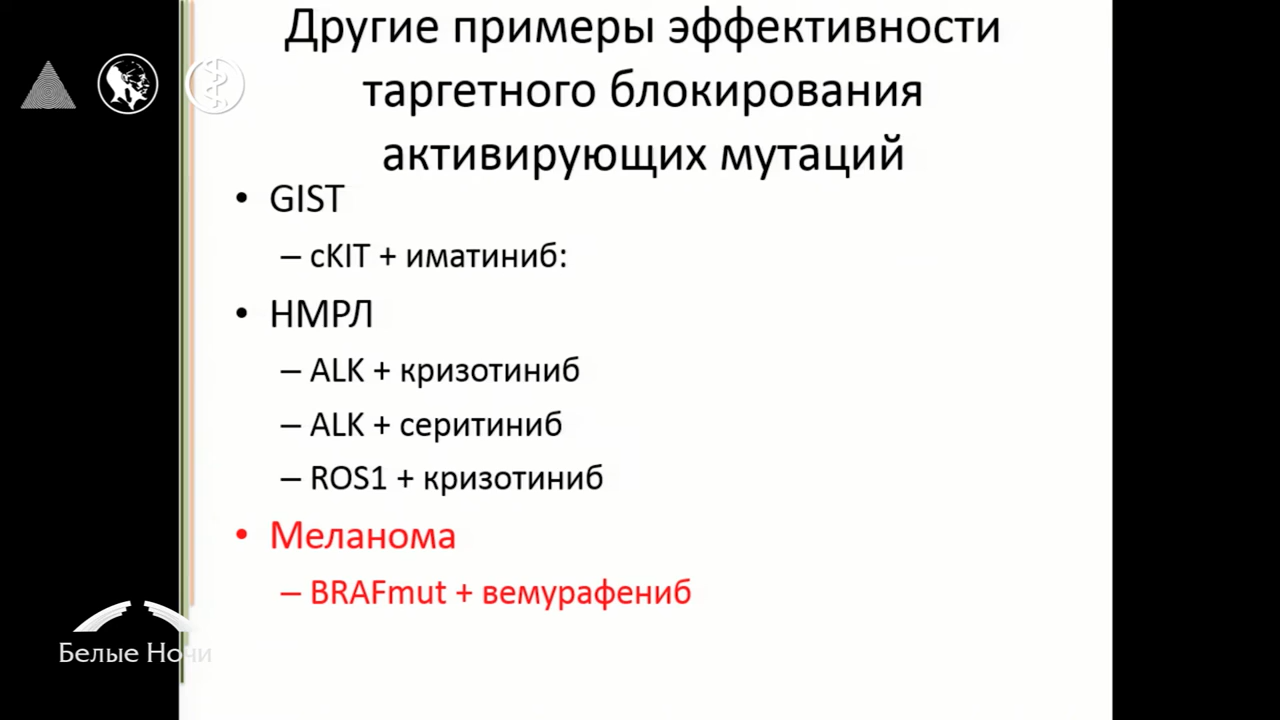 Другие примеры эффективности
таргетного блокирования
активирующих мутаций
• GIST
– cKIT + иматиниб:
• НМРЛ
– ALK + кризотиниб
– ALK + серитиниб
– ROS1 + кризотиниб
• Меланома
– BRAFmut + вемурафениб
Белые Ночи